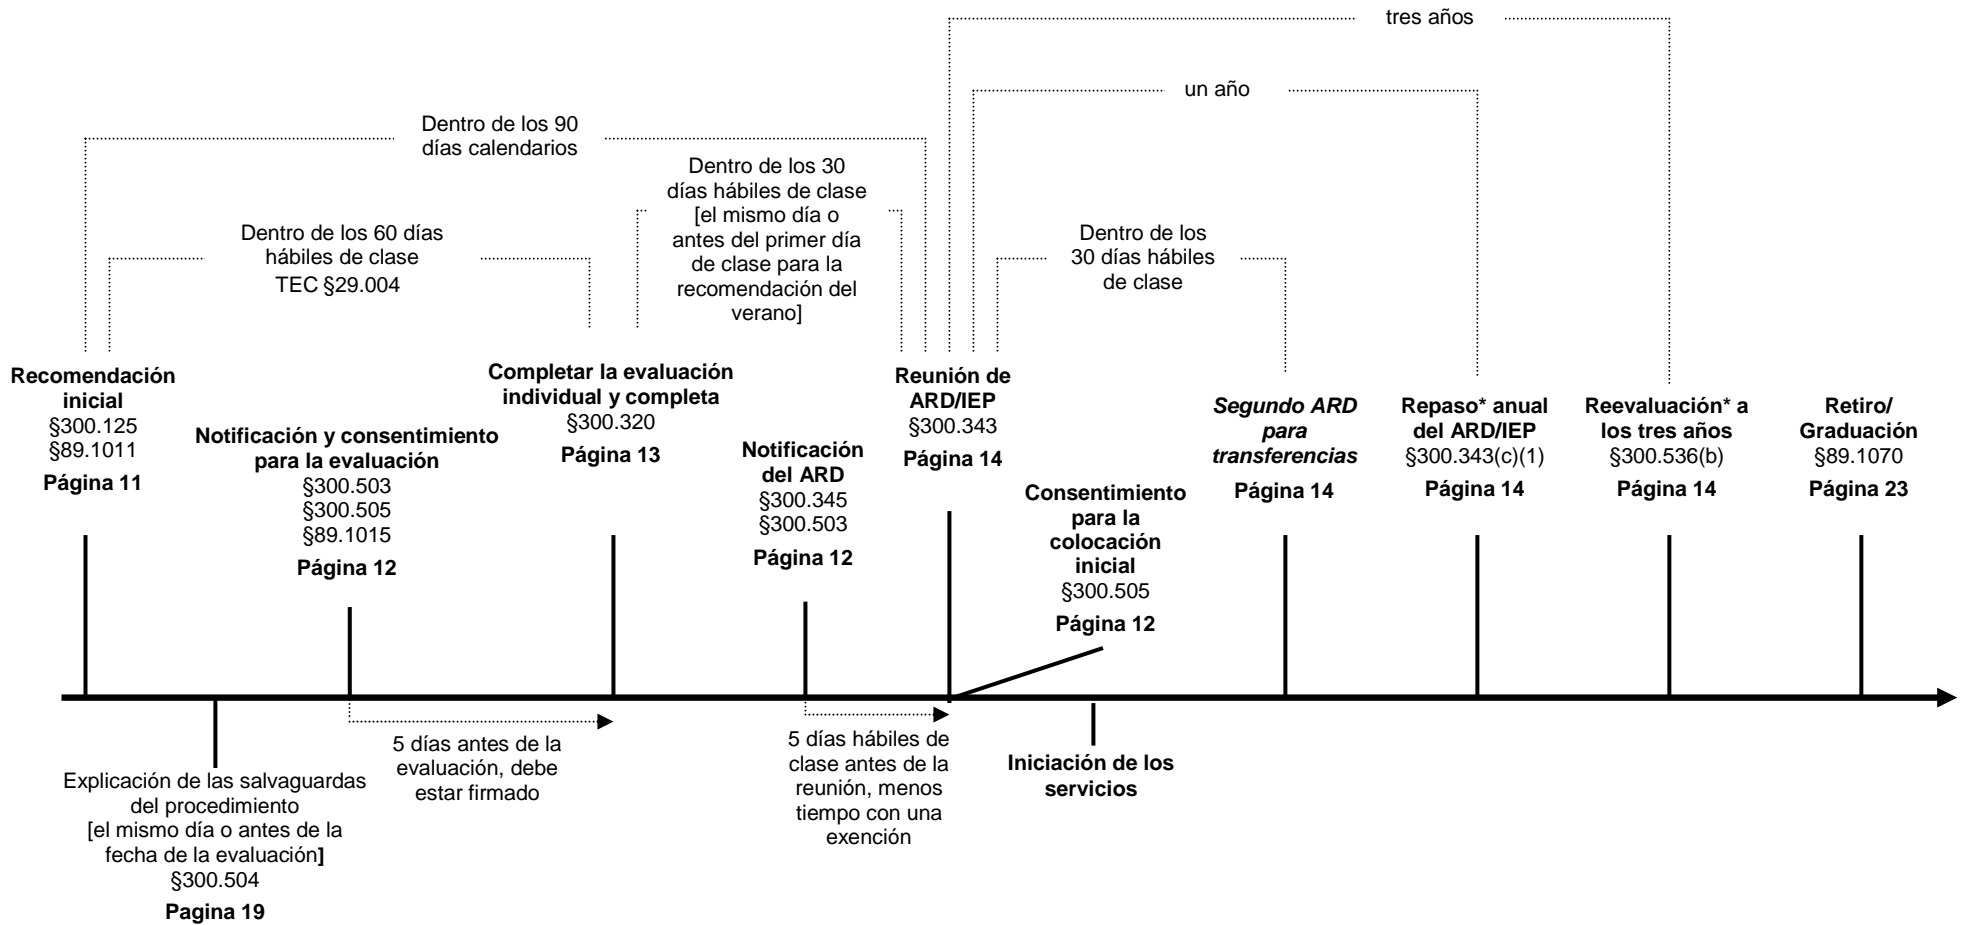 tres años
un año
Dentro de los 90
días calendarios
Dentro de los 30
días hábiles de clase
[el mismo día o
antes del primer día
de clase para la
recomendación del
verano]
Dentro de los 60 días
hábiles de clase
TEC §29.004
Dentro de los
30 días hábiles
de clase
Recomendación
inicial
§300.125
§89.1011
Página 11
Notificación y consentimiento
para la evaluación
§300.503
§300.505
§89.1015
Página 12
Completar la evaluación
individual y completa
§300.320
Página 13
Notificación
del ARD
§300.345
§300.503
Página 12
Reunión de
ARD/IEP
§300.343
Página 14
Consentimiento
para la
colocación
inicial
§300.505
Página 12
Segundo ARD
para
transferencias
Página 14
Repaso* anual
del ARD/IEP
§300.343(c)(1)
Página 14
Reevaluación* a
los tres años
§300.536(b)
Página 14
Retiro/
Graduación
§89.1070
Página 23
Explicación de las salvaguardas
del procedimiento
[el mismo día o antes de la
fecha de la evaluación]
§300.504
Pagina 19
5 días antes de la
evaluación, debe
estar firmado
5 días hábiles de
clase antes de la
reunión, menos
tiempo con una
exención
Iniciación de los
servicios